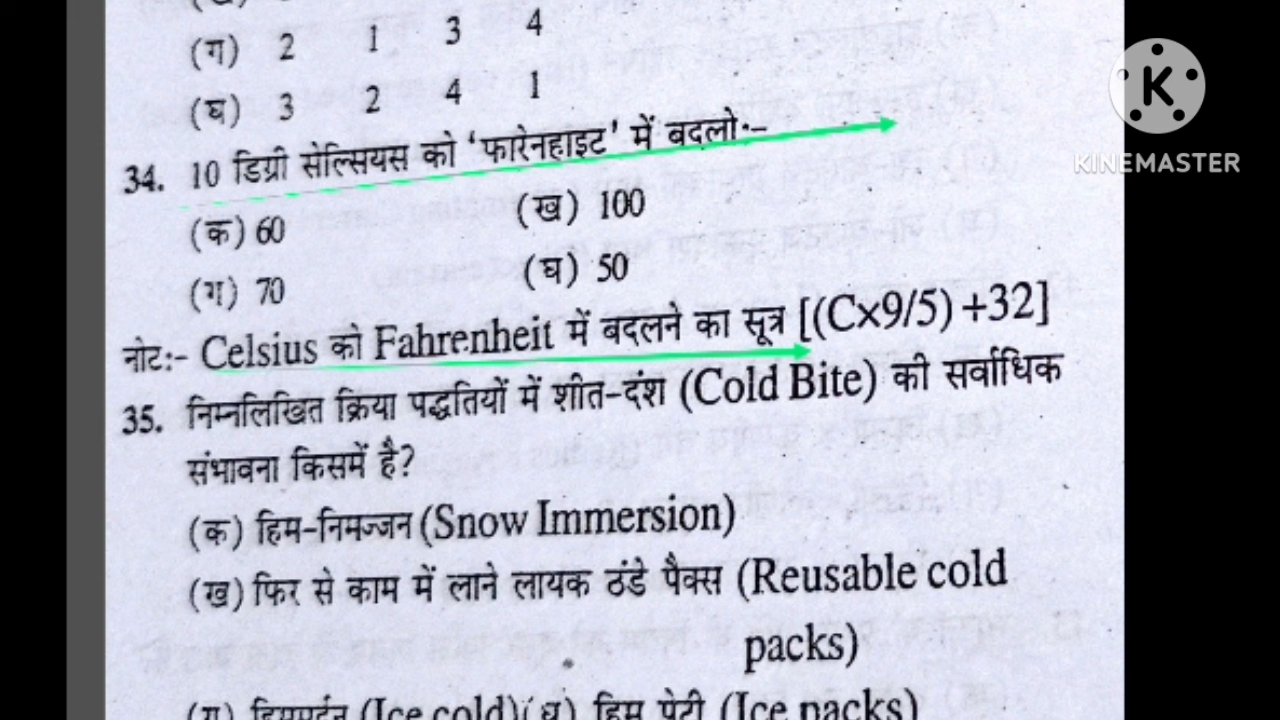 (ग) 2 1 3 4
(घ) 3 2 4 1
34. 10 डिग्री सेल्सियस को 'फारेनहाइट' में बदलो:-
(क) 60 (ख) 100
(ग) 70 (घ) 50
नोट:- Celsius को Fahrenheit में बदलने का सूत्र [(C×9/5) +32]
35. निम्नलिखित क्रिया पद्धतियों में शीत-दंश (Cold Bite) की सर्वाधिक
संभावना किसमें है?
(क) हिम-निमज्जन (Snow Immersion)
(ख) फिर से काम में लाने लायक ठंडे पैक्स (Reusable cold
packs)
(ग) हिममर्दन (Ice cold) (घ) हिम पेटी (Ice packs)
K
KINEMASTER